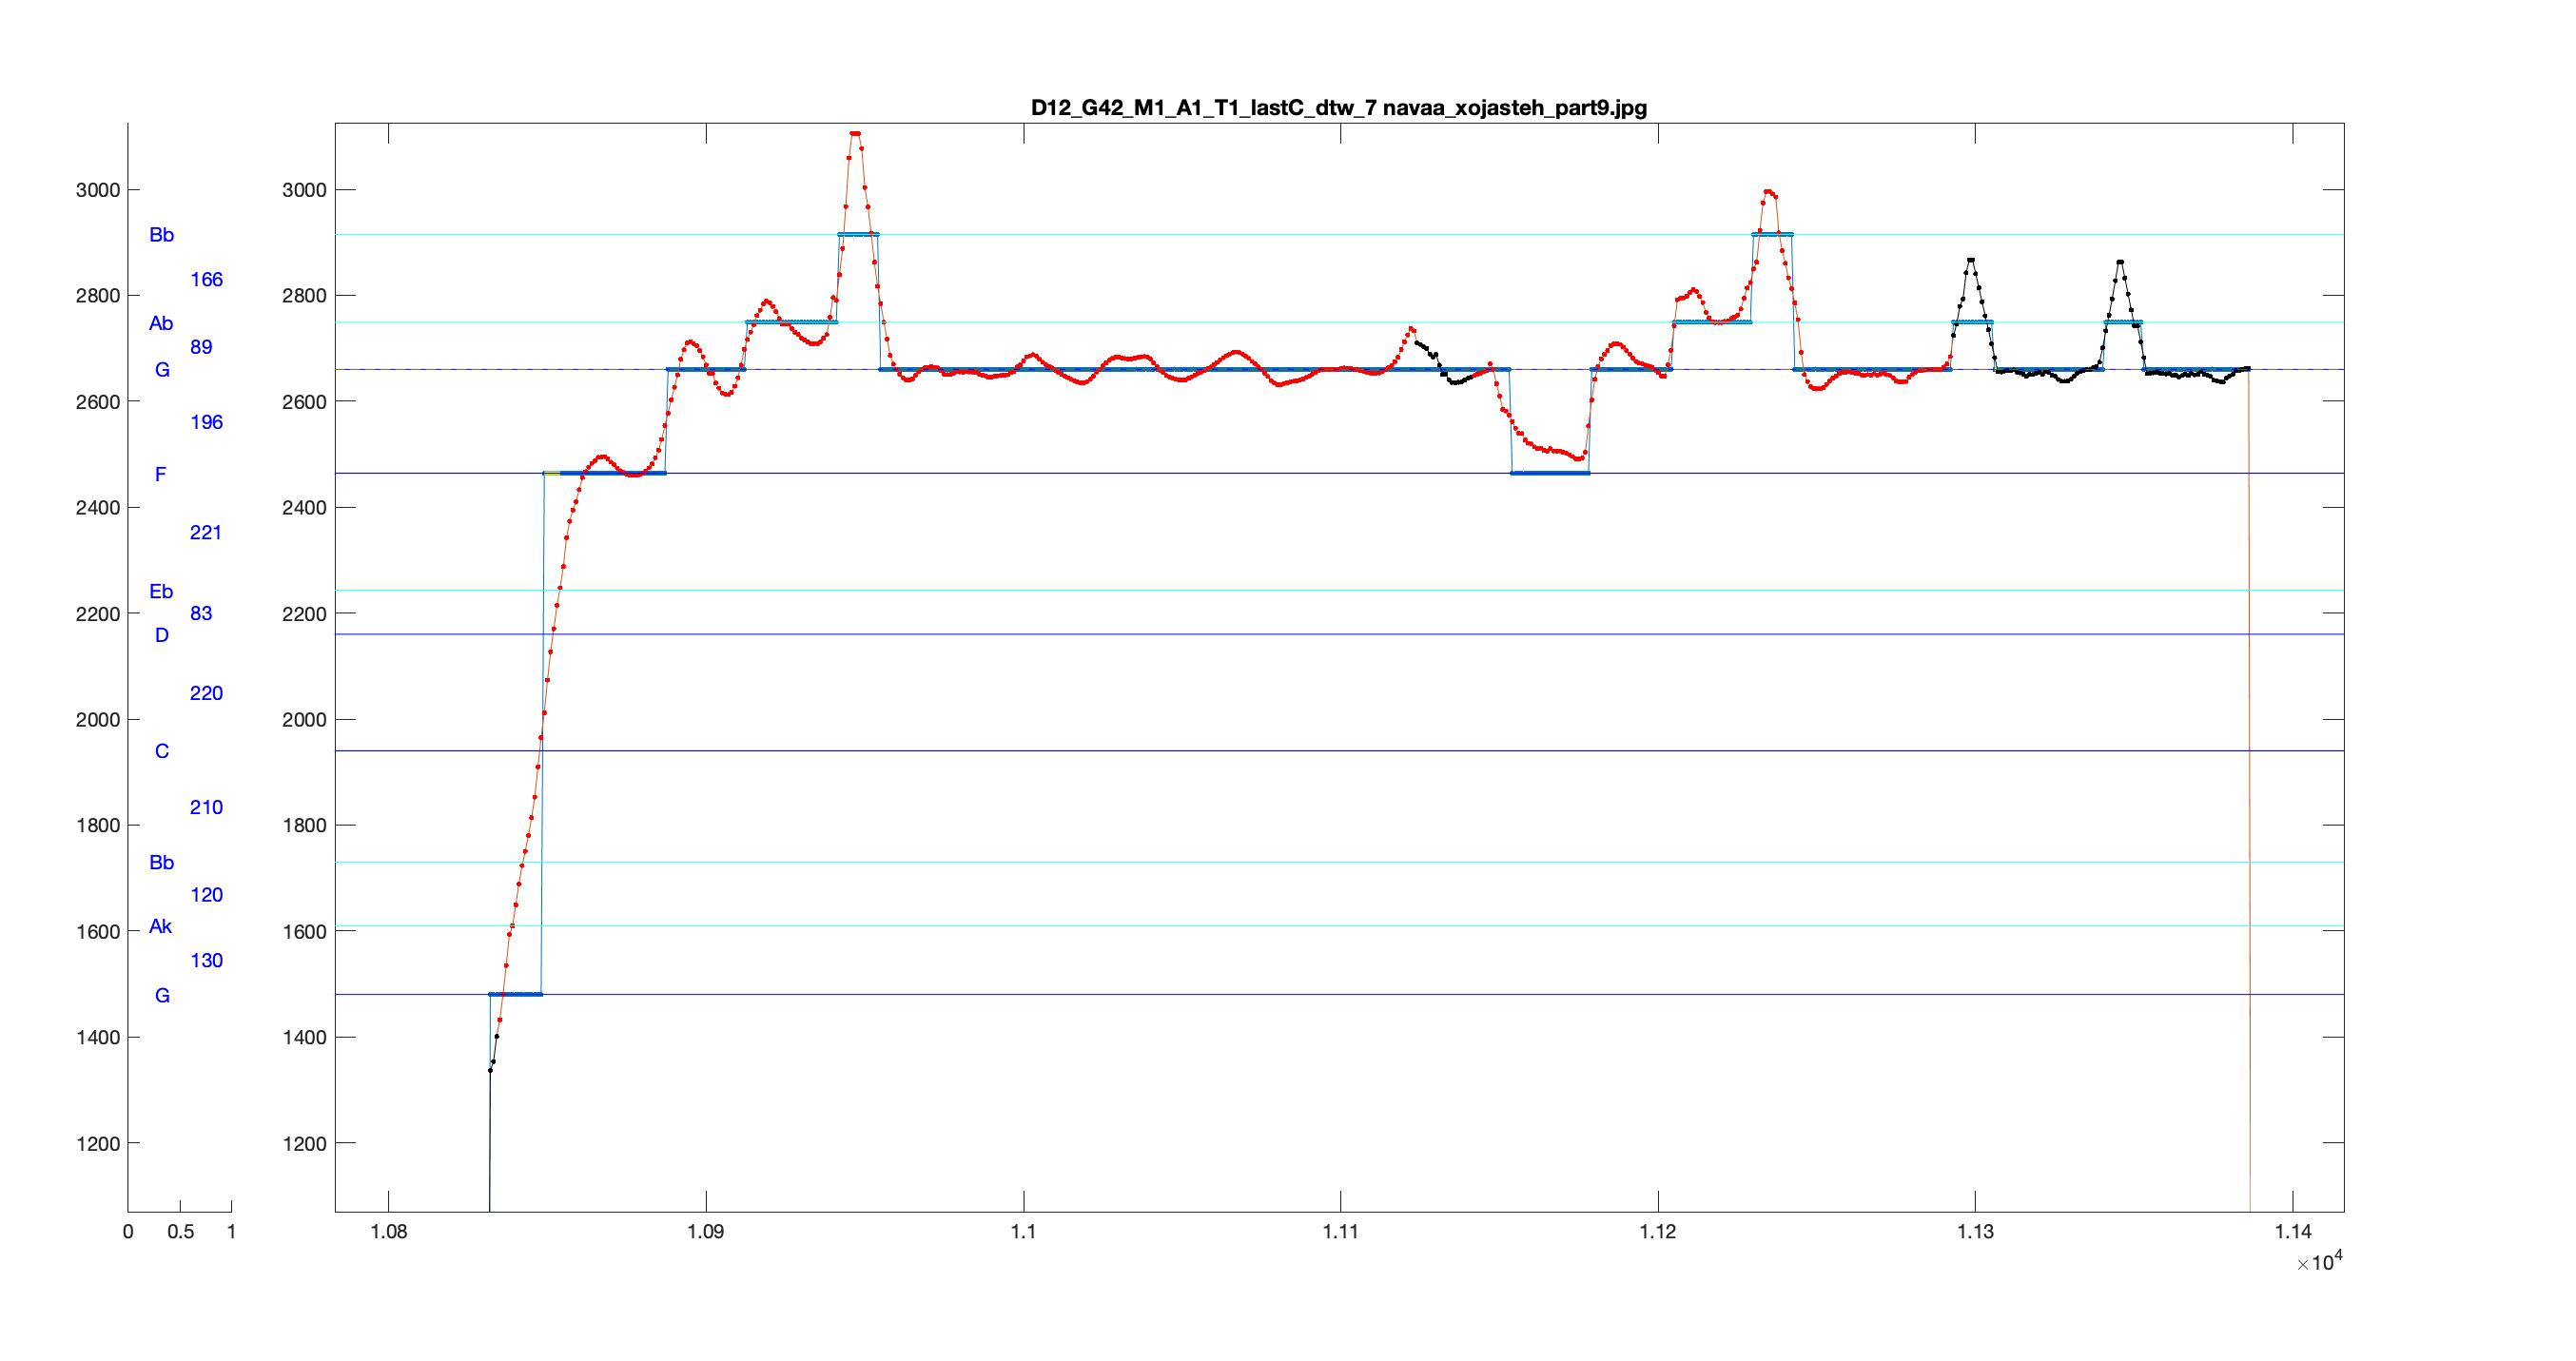 D12_G42_M1_A1_T1_lastC_dtw_7 navaa_xojasteh_part9.jpg
3000 3000
Bb
166
2800 2800
Ab
89
G
2600 2600
196
F
2400 2400
221
Eb
2200 83 2200
D
220
2000 2000
C
210
1800 1800
Bb
120
1600 Ak 1600
130
G
1400 1400
1200 1200
0 0.5 1 1.08 1.09 1.1 1.11 1.12 1.13 1.14
×10⁴